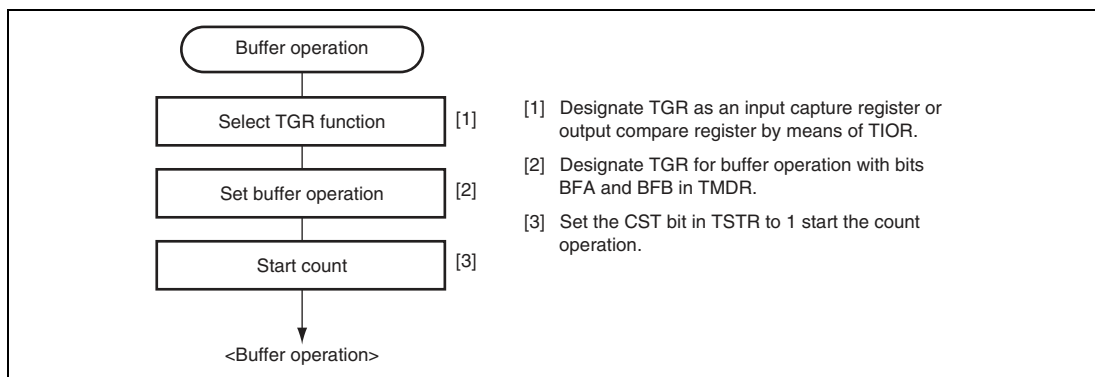 Buffer operation
Select TGR function
[1]
Set buffer operation
[2]
Start count
[3]
<Buffer operation>
[1] Designate TGR as an input capture register or
output compare register by means of TIOR.
[2] Designate TGR for buffer operation with bits
BFA and BFB in TMDR.
[3] Set the CST bit in TSTR to 1 start the count
operation.